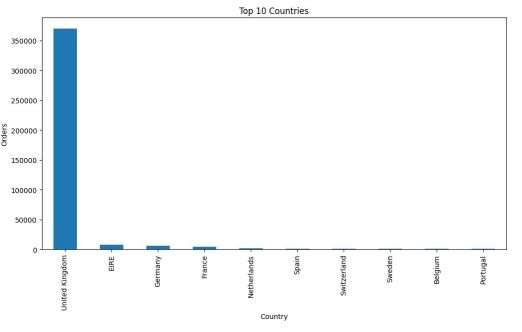 Top 10 Countries
Orders
350000
300000
250000
200000
150000
100000
50000
0
United Kingdom
EIRE
Germany
France
Netherlands
Spain
Switzerland
Sweden
Belgium
Portugal
Country